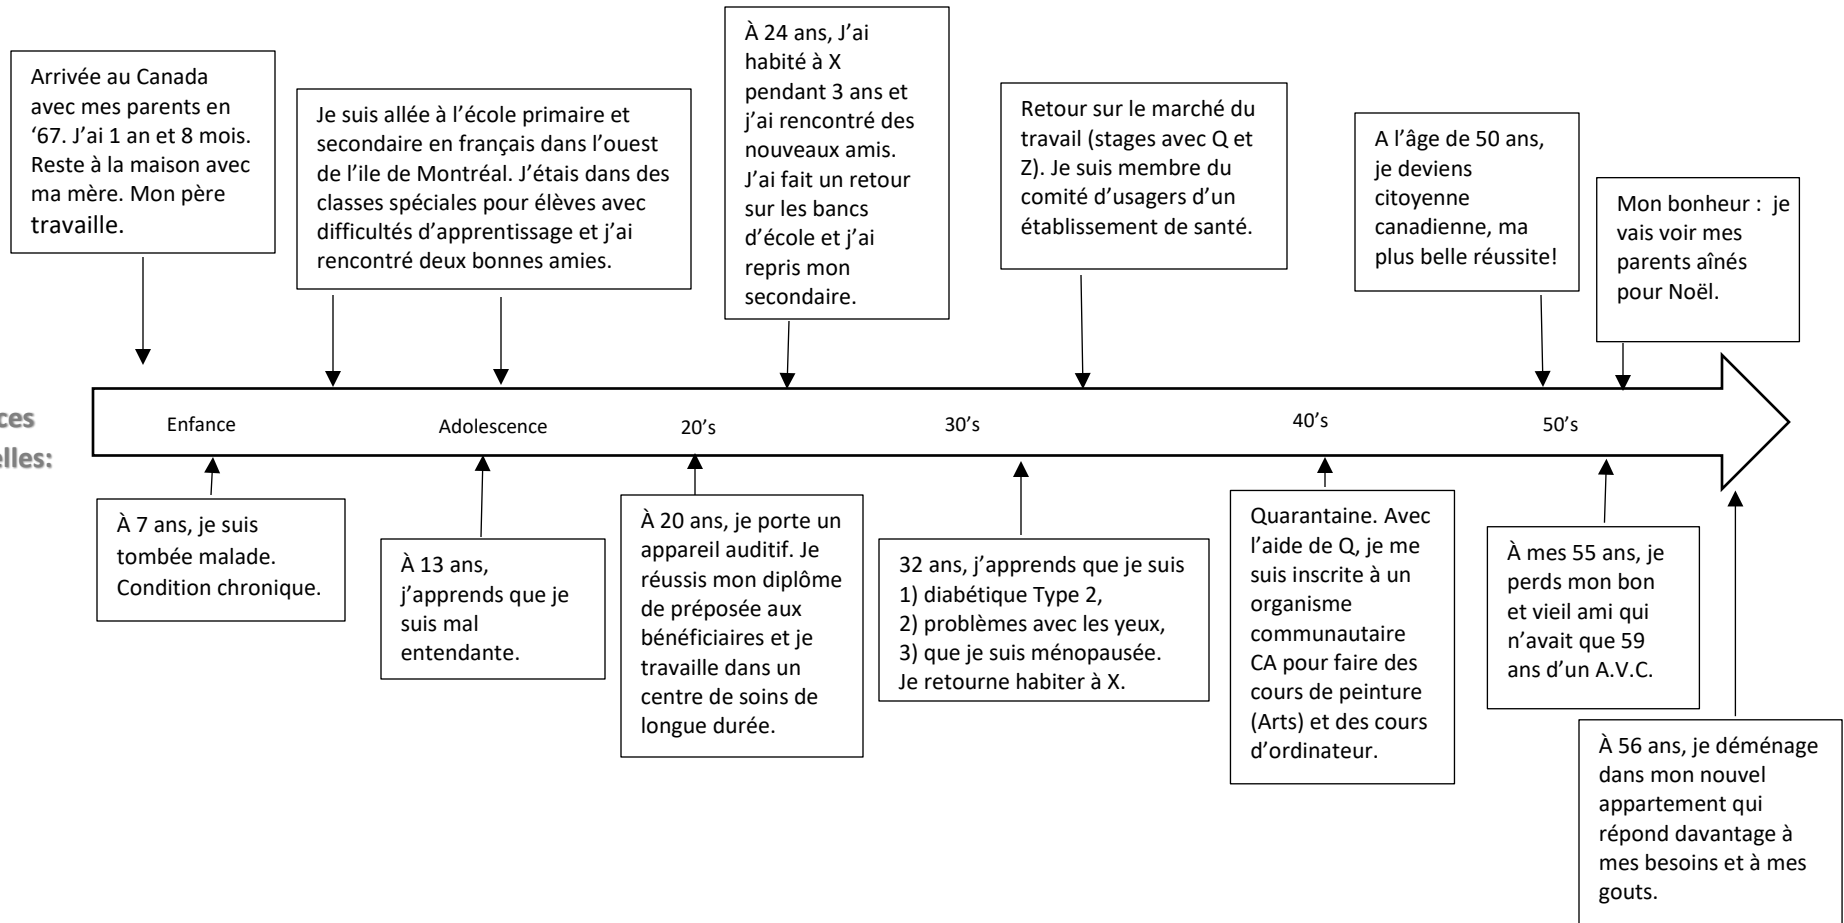 Arrivée au Canada
avec mes parents en
‘67. J’ai 1 an et 8 mois.
Reste à la maison avec
ma mère. Mon père
travaille.
Je suis allée à l’école primaire et
secondaire en français dans l’ouest
de l’ile de Montréal. J’étais dans des
classes spéciales pour élèves avec
difficultés d’apprentissage et j’ai
rencontré deux bonnes amies.
À 24 ans, J’ai
habité à X
pendant 3 ans et
j’ai rencontré des
nouveaux amis.
J’ai fait un retour
sur les bancs
d’école et j’ai
repris mon
secondaire.
Retour sur le marché du
travail (stages avec Q et
Z). Je suis membre du
comité d’usagers d’un
établissement de santé.
A l’âge de 50 ans,
je deviens
citoyenne
canadienne, ma
plus belle réussite!
Mon bonheur : je
vais voir mes
parents aînés
pour Noël.
ces
elles:
Enfance
Adolescence
20’s
30’s
40’s
50’s
À 7 ans, je suis
tombée malade.
Condition chronique.
À 13 ans,
j’apprends que je
suis mal
entendante.
À 20 ans, je porte un
appareil auditif. Je
réussis mon diplôme
de préposée aux
bénéficiaires et je
travaille dans un
centre de soins de
longue durée.
32 ans, j’apprends que je suis
1) diabétique Type 2,
2) problèmes avec les yeux,
3) que je suis ménopausée.
Je retourne habiter à X.
Quarantaine. Avec
l’aide de Q, je me
suis inscrite à un
organisme
communautaire
CA pour faire des
cours de peinture
(Arts) et des cours
d’ordinateur.
À mes 55 ans, je
perds mon bon
et vieil ami qui
n’avait que 59
ans d’un A.V.C.
À 56 ans, je déménage
dans mon nouvel
appartement qui
répond davantage à
mes besoins et à mes
gouts.